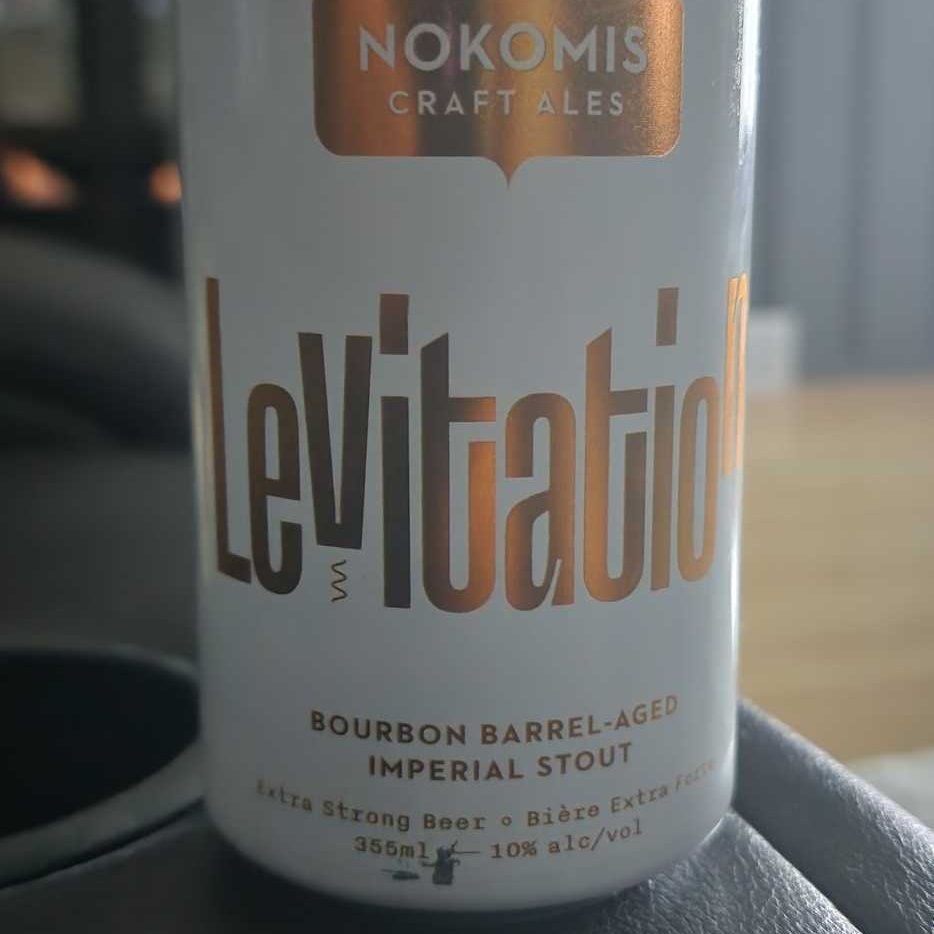 NOKOMIS
CRAFT ALES
Levitation
BOURBON BARREL-AGED
IMPERIAL STOUT
Extra Strong Beer o Bière Extra Forte
355ml 10% alc/vol